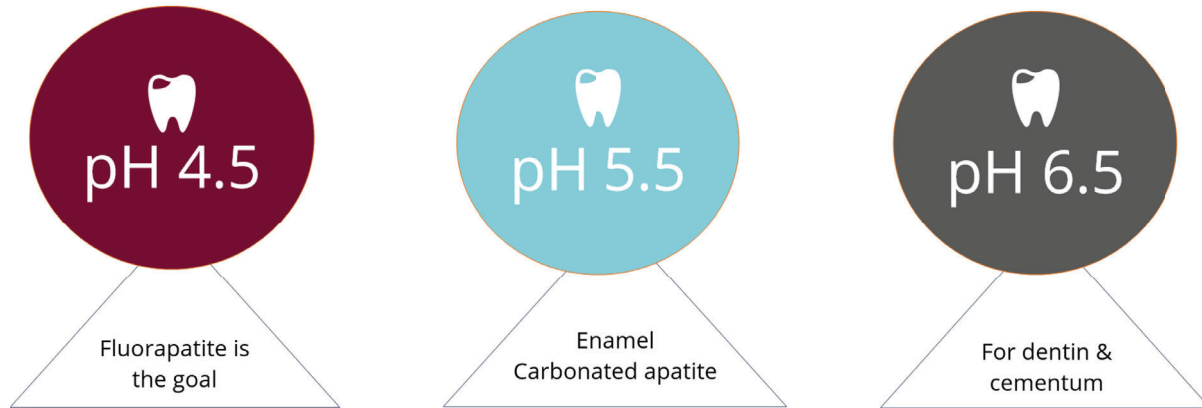 pH 4.5
Fluorapatite is
the goal
pH 5.5
Enamel
Carbonated apatite
pH 6.5
For dentin &
cementum